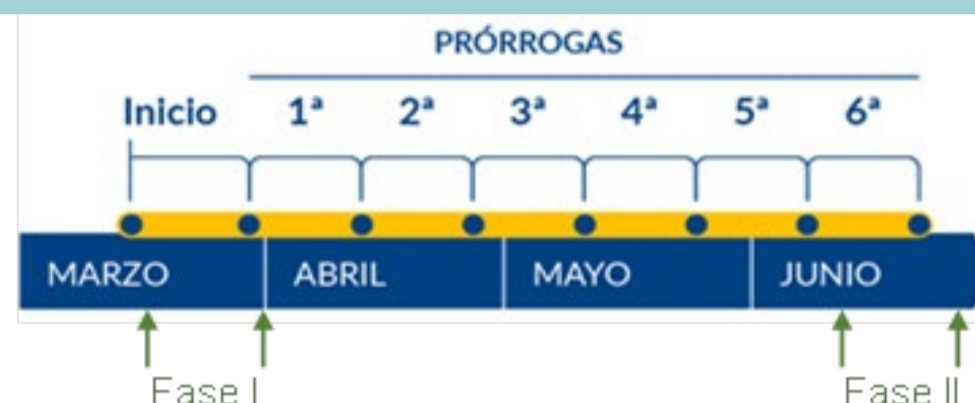 PRÓRROGAS
Inicio 1ª 2ª 3ª 4ª 5ª 6ª
MARZO ABRIL MAYO JUNIO
Fase I Fase II